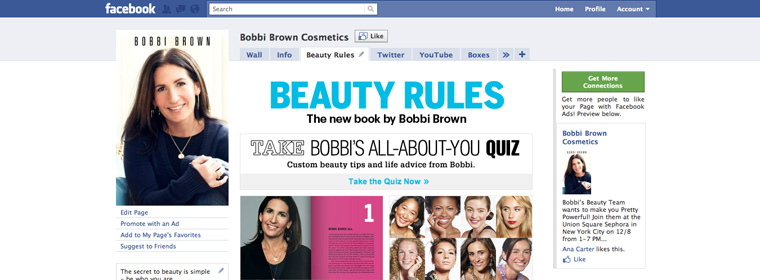 facebook
Search
Home Profile Account
BOBBI BROWN
Bobbi Brown Cosmetics Like
Wall Info Beauty Rules Twitter YouTube Boxes » +
BEAUTY RULES
The new book by Bobbi Brown
TAKE BOBBI'S ALL-ABOUT-YOU QUIZ
Custom beauty tips and life advice from Bobbi.
Take the Quiz Now »
1
Edit Page
Promote with an Ad
Add to My Page's Favorites
Suggest to Friends
The secret to beauty is simple
– be who you are.
Get More
Connections
Get more people to like
your Page with Facebook
Ads! Preview below.
Bobbi Brown
Cosmetics
Bobbi's Beauty Team
wants to make you Pretty
Powerful! Join them at the
Union Square Sephora in
New York City on 12/8
from 1–7 PM...
Ana Carter likes this.
Like